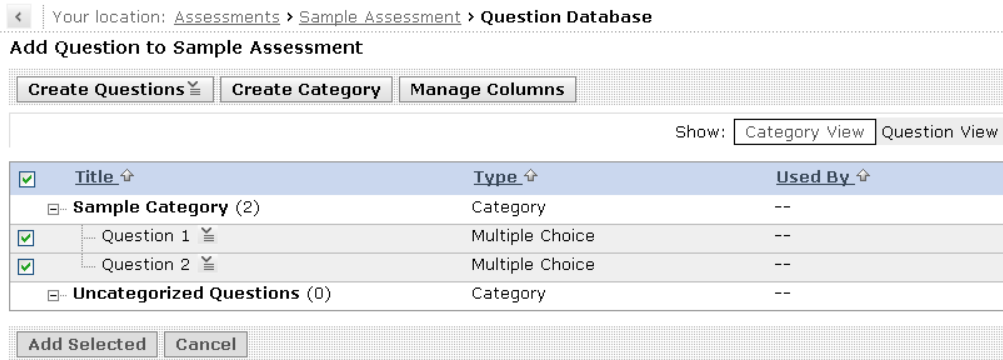 Your location: Assessments › Sample Assessment › Question Database
Add Question to Sample Assessment
Create Questions Create Category Manage Columns
Show: Category View Question View
Title Type Used By
Sample Category (2) Category --
Question 1 Multiple Choice --
Question 2 Multiple Choice --
Uncategorized Questions (0) Category --
Add Selected Cancel